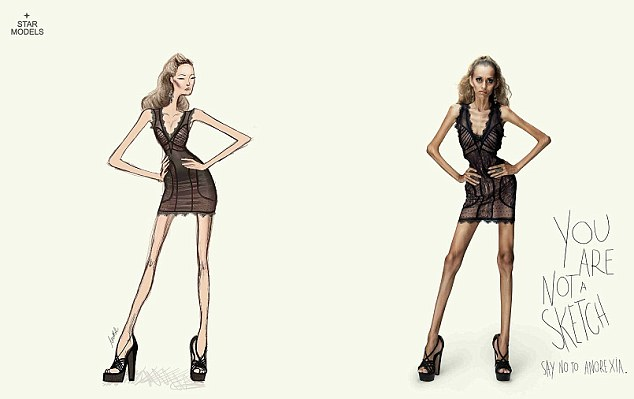 STAR
MODELS
YOU
ARE
NOT A
SKETCH
SAY NO TO ANOREXIA.